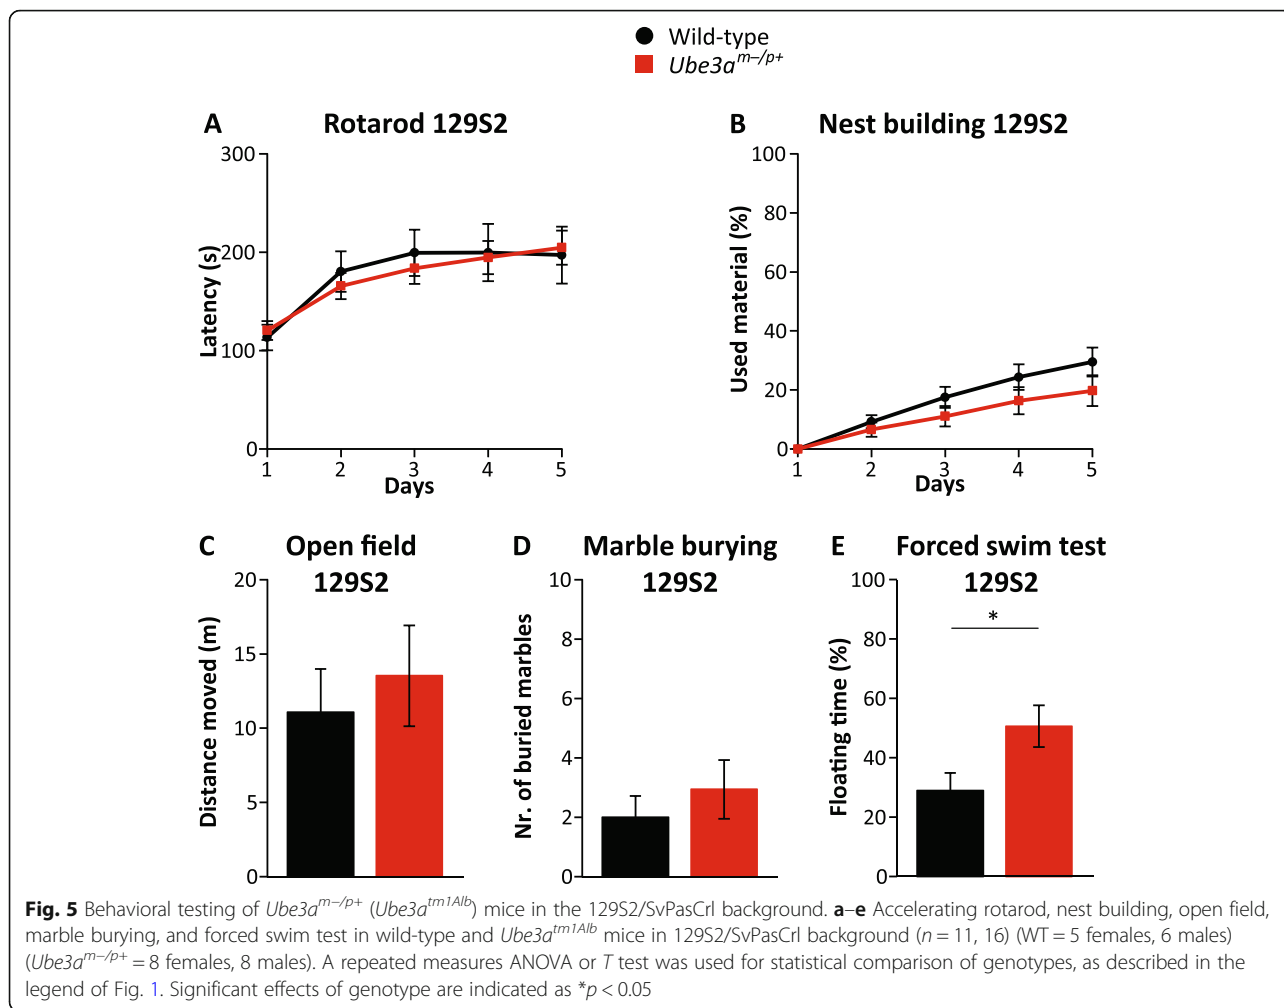 Wild-type
Ube3a^m–/p+
A Rotarod 129S2
300
200
100
0
Latency (s)
1 2 3 4 5
Days
B Nest building 129S2
100
80
60
40
20
0
Used material (%)
1 2 3 4 5
Days
C Open field
129S2
20
15
10
5
0
Distance moved (m)
D Marble burying
129S2
10
8
6
4
2
0
Nr. of buried marbles
E Forced swim test
129S2
100
80
60
40
20
0
Floating time (%)
*
Fig. 5 Behavioral testing of Ube3a^m–/p+ (Ube3a^tm1Alb) mice in the 129S2/SvPasCrl background. a–e Accelerating rotarod, nest building, open field,
marble burying, and forced swim test in wild-type and Ube3a^tm1Alb mice in 129S2/SvPasCrl background (n = 11, 16) (WT = 5 females, 6 males)
(Ube3a^m–/p+ = 8 females, 8 males). A repeated measures ANOVA or T test was used for statistical comparison of genotypes, as described in the
legend of Fig. 1. Significant effects of genotype are indicated as *p < 0.05